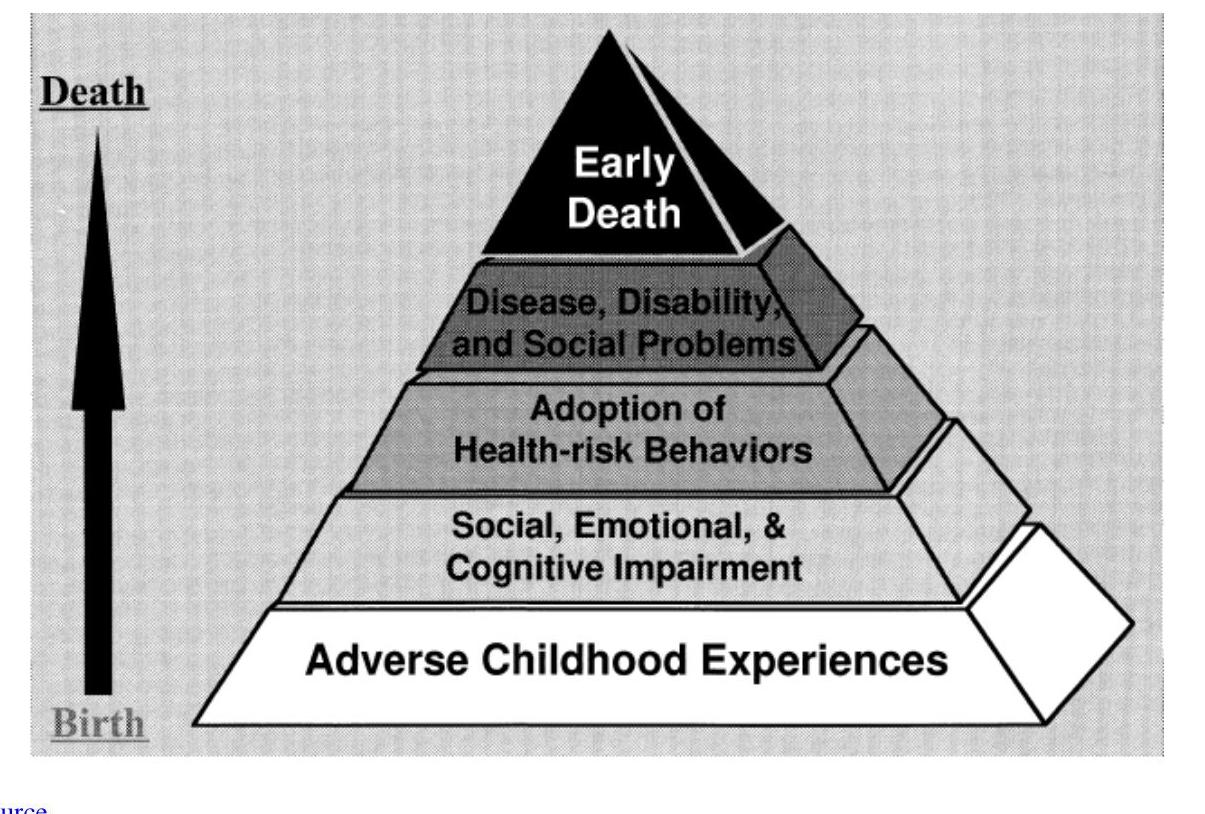 Death
Early
Death
Disease, Disability,
and Social Problems
Adoption of
Health-risk Behaviors
Social, Emotional, &
Cognitive Impairment
Adverse Childhood Experiences
Birth